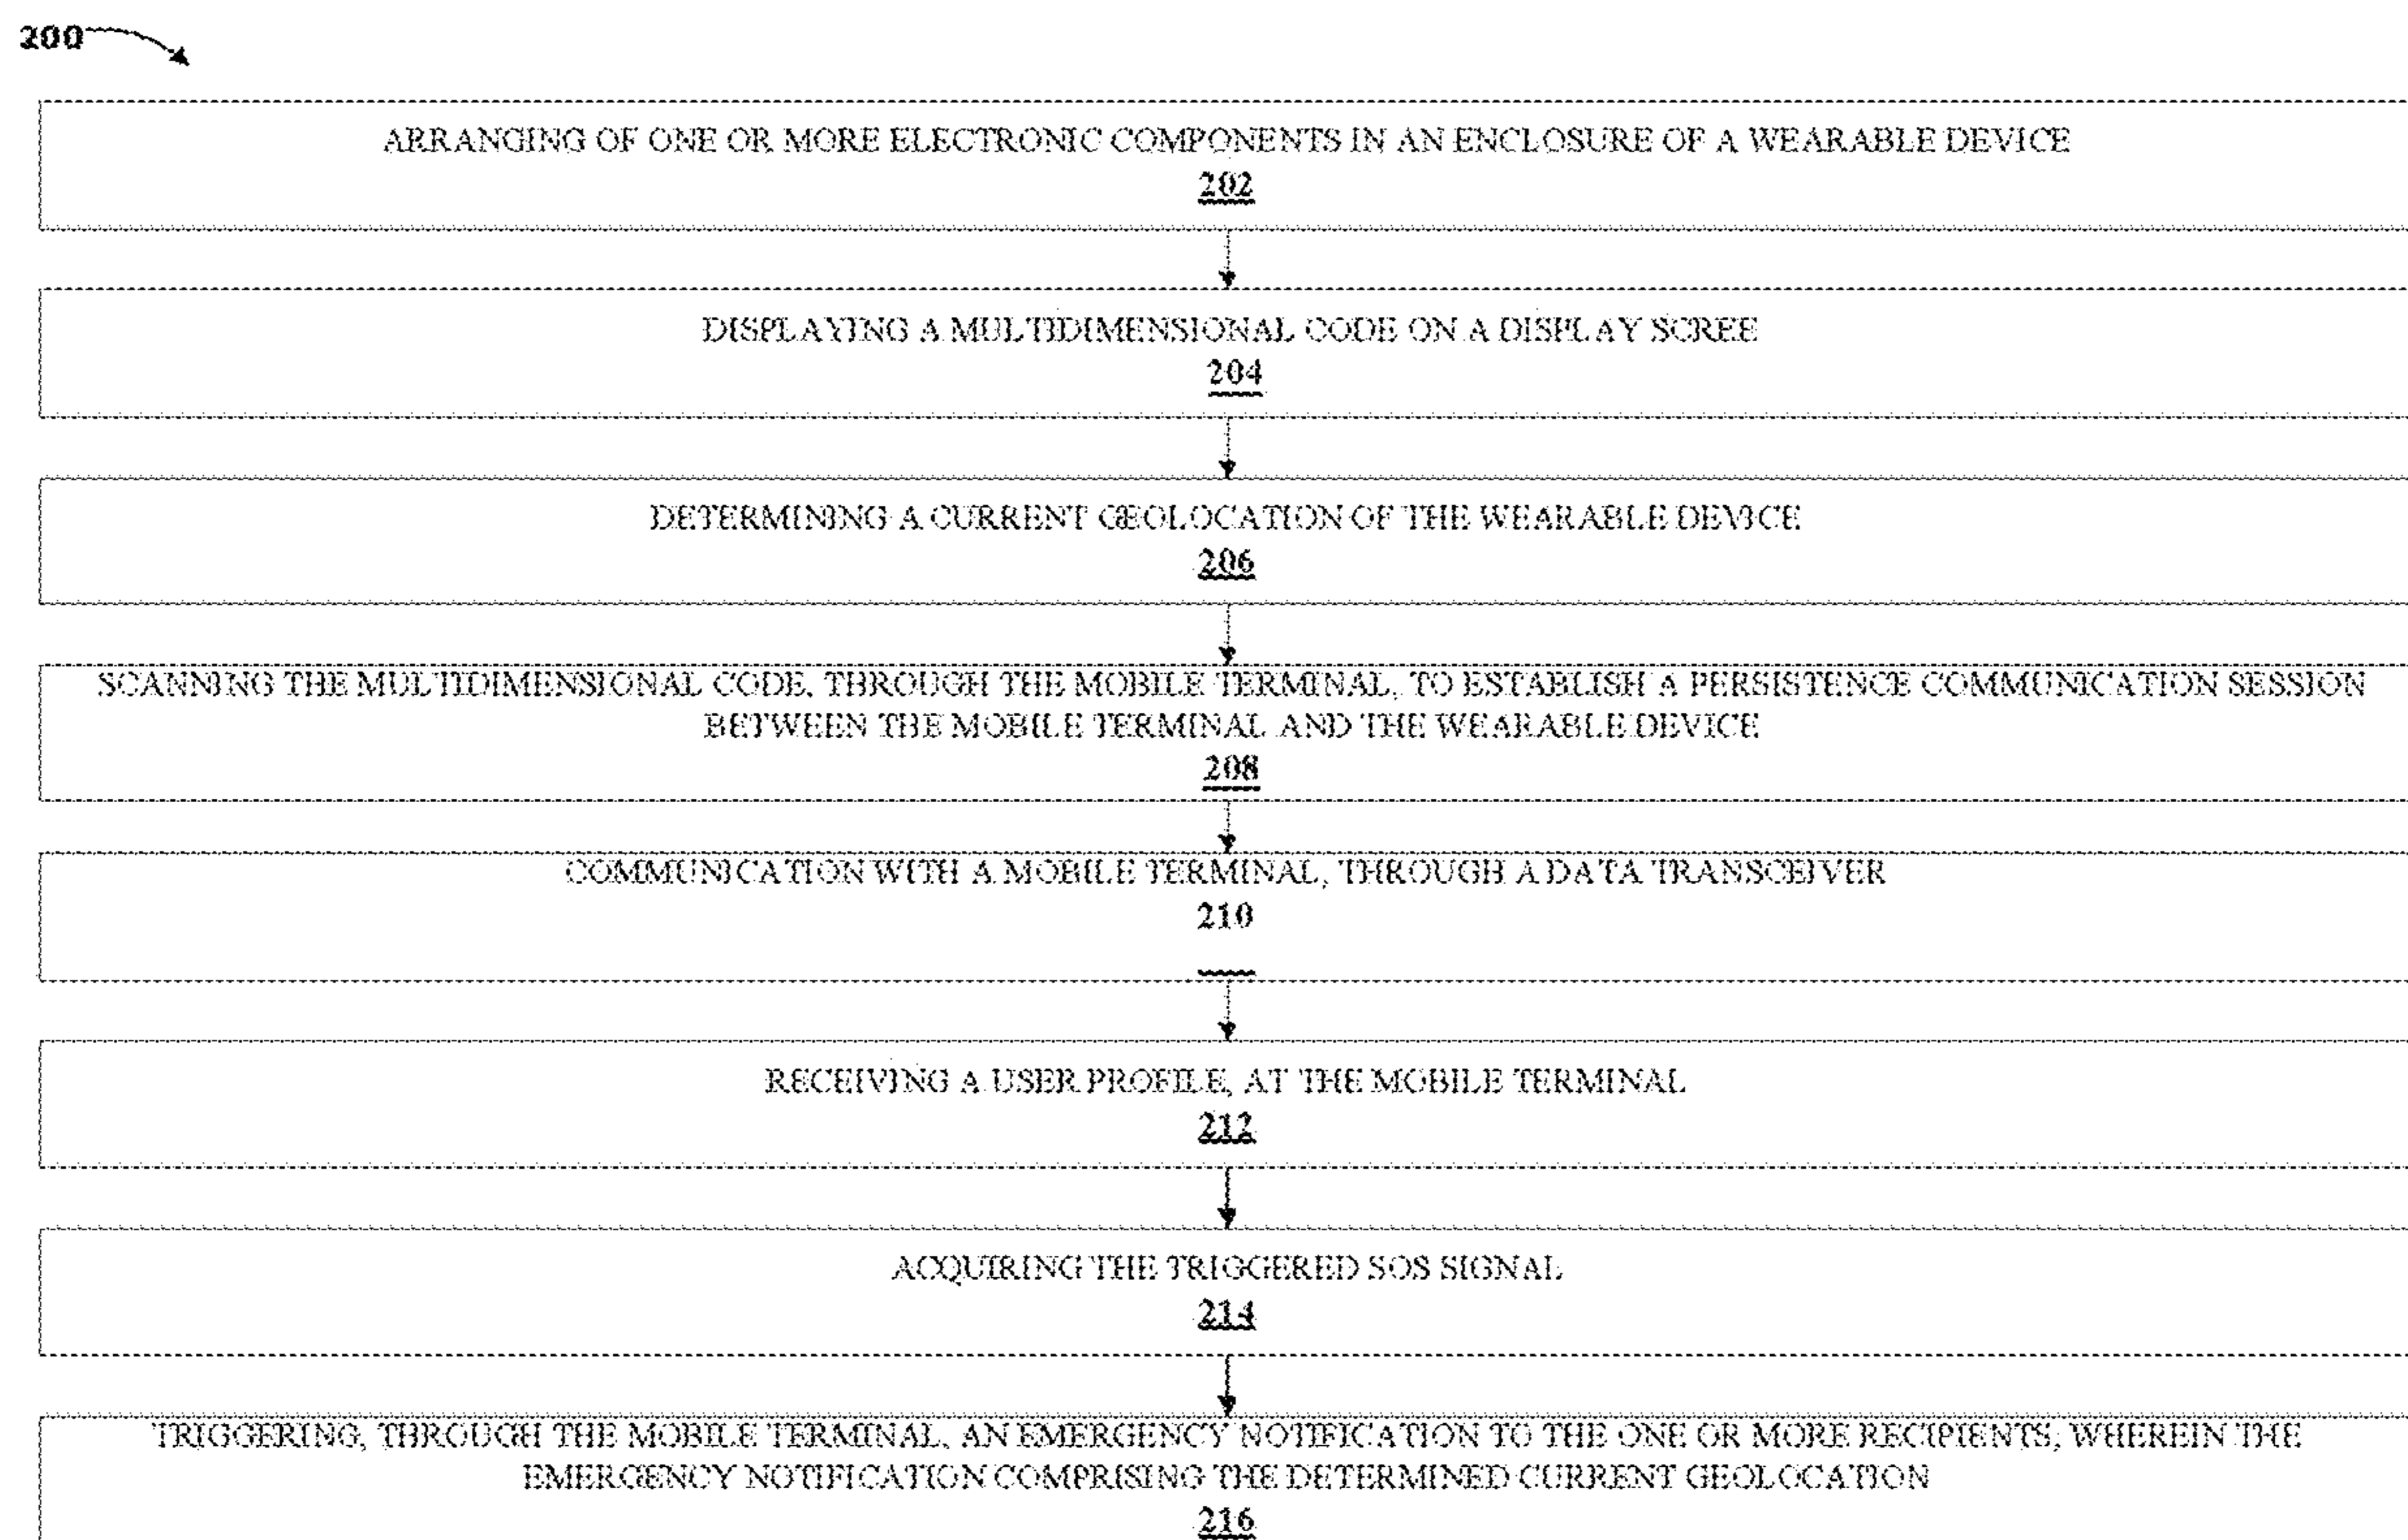 200
ARRANGING OF ONE OR MORE ELECTRONIC COMPONENTS IN AN ENCLOSURE OF A WEARABLE DEVICE
202
DISPLAYING A MULTIDIMENSIONAL CODE ON A DISPLAY SCREE
204
DETERMINING A CURRENT GEOLOCATION OF THE WEARABLE DEVICE
206
SCANNING THE MULTIDIMENSIONAL CODE, THROUGH THE MOBILE TERMINAL, TO ESTABLISH A PERSISTENCE COMMUNICATION SESSION
BETWEEN THE MOBILE TERMINAL AND THE WEARABLE DEVICE
208
COMMUNICATION WITH A MOBILE TERMINAL, THROUGH A DATA TRANSCEIVER
210
RECEIVING A USER PROFILE, AT THE MOBILE TERMINAL
212
ACQUIRING THE TRIGGERED SOS SIGNAL
214
TRIGGERING, THROUGH THE MOBILE TERMINAL, AN EMERGENCY NOTIFICATION TO THE ONE OR MORE RECIPIENTS, WHEREIN THE
EMERGENCY NOTIFICATION COMPRISING THE DETERMINED CURRENT GEOLOCATION
216